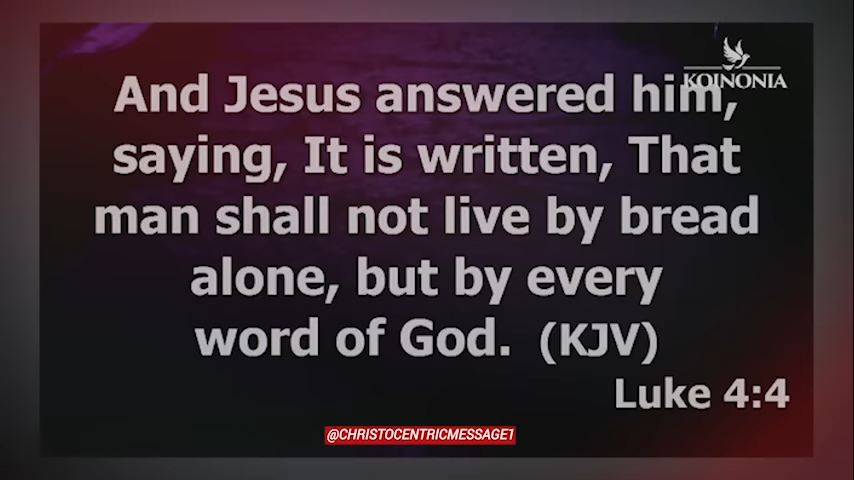 KOINONIA
And Jesus answered him,
saying, It is written, That
man shall not live by bread
alone, but by every
word of God. (KJV)
Luke 4:4
@CHRISTOCENTRICMESSAGE1